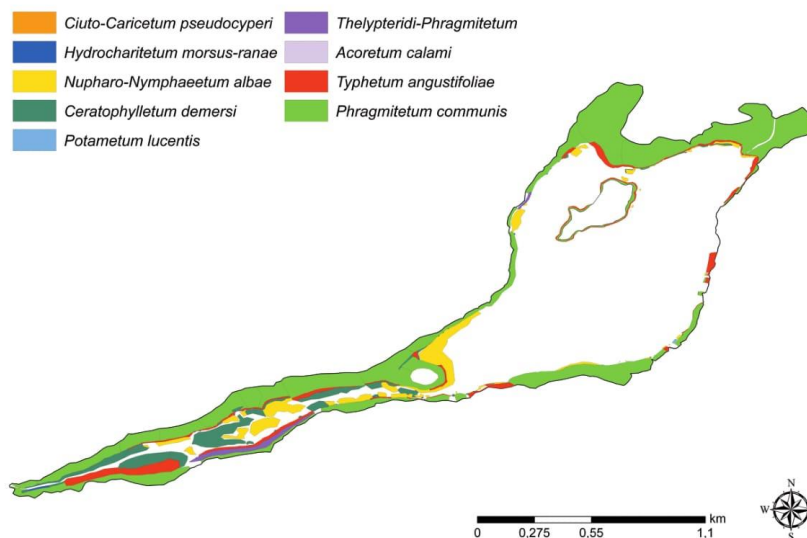 Ciuto-Caricetum pseudocyperi
Hydrocharitetum morsus-ranae
Nupharo-Nymphaeetum albae
Ceratophylletum demersi
Potametum lucentis
Thelypteridi-Phragmitetum
Acoretum calami
Typhetum angustifoliae
Phragmitetum communis
N
W E
S
km
0 0.275 0.55 1.1